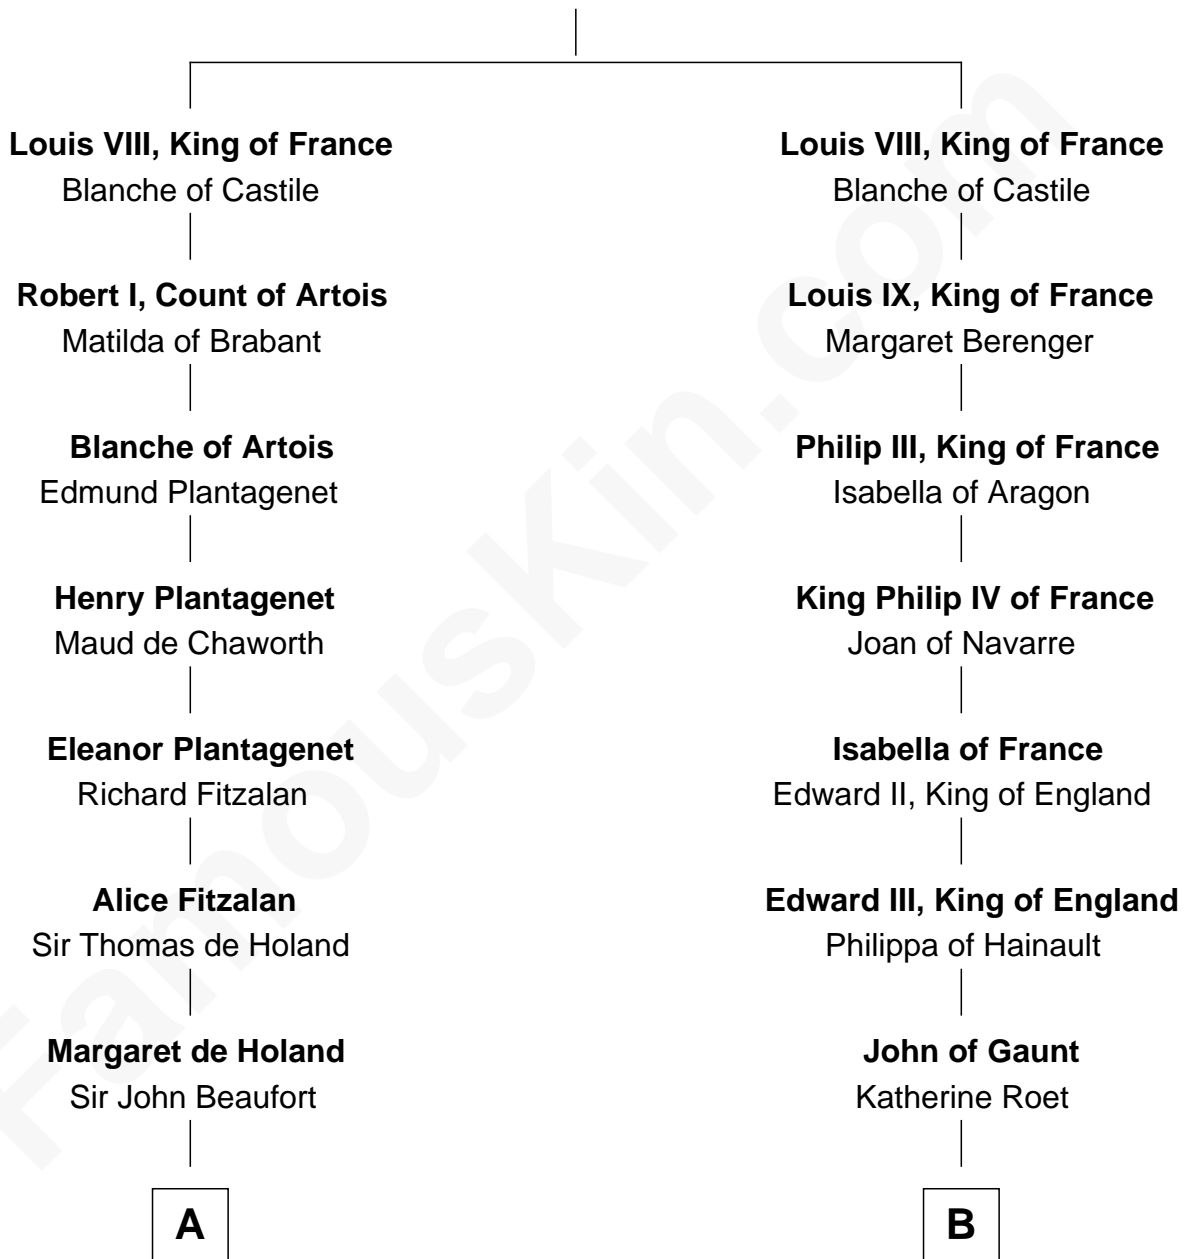 Louis VIII, King of France
Blanche of Castile
Robert I, Count of Artois
Matilda of Brabant
Blanche of Artois
Edmund Plantagenet
Henry Plantagenet
Maud de Chaworth
Eleanor Plantagenet
Richard Fitzalan
Alice Fitzalan
Sir Thomas de Holand
Margaret de Holand
Sir John Beaufort
A
Louis VIII, King of France
Blanche of Castile
Louis IX, King of France
Margaret Berenger
Philip III, King of France
Isabella of Aragon
King Philip IV of France
Joan of Navarre
Isabella of France
Edward II, King of England
Edward III, King of England
Philippa of Hainault
John of Gaunt
Katherine Roet
B
FamousKin.com